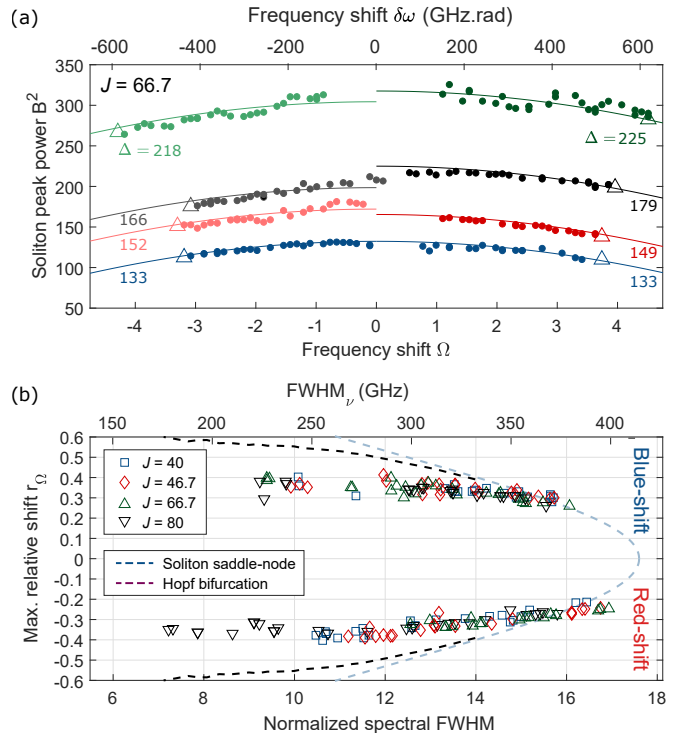 (a)
Frequency shift δω (GHz.rad)
-600 -400 -200 0 200 400 600
J = 66.7
Soliton peak power B²
350
300
250
200
150
100
50
Δ = 218
Δ = 225
166
179
152
149
133
133
-4 -3 -2 -1 0 1 2 3 4
Frequency shift Ω
(b)
FWHMν (GHz)
150 200 250 300 350 400
Max. relative shift rΩ
0.6
0.5
0.4
0.3
0.2
0.1
0
-0.1
-0.2
-0.3
-0.4
-0.5
-0.6
J = 40
J = 46.7
J = 66.7
J = 80
Soliton saddle-node
Hopf bifurcation
Blue-shift
Red-shift
6 8 10 12 14 16 18
Normalized spectral FWHM